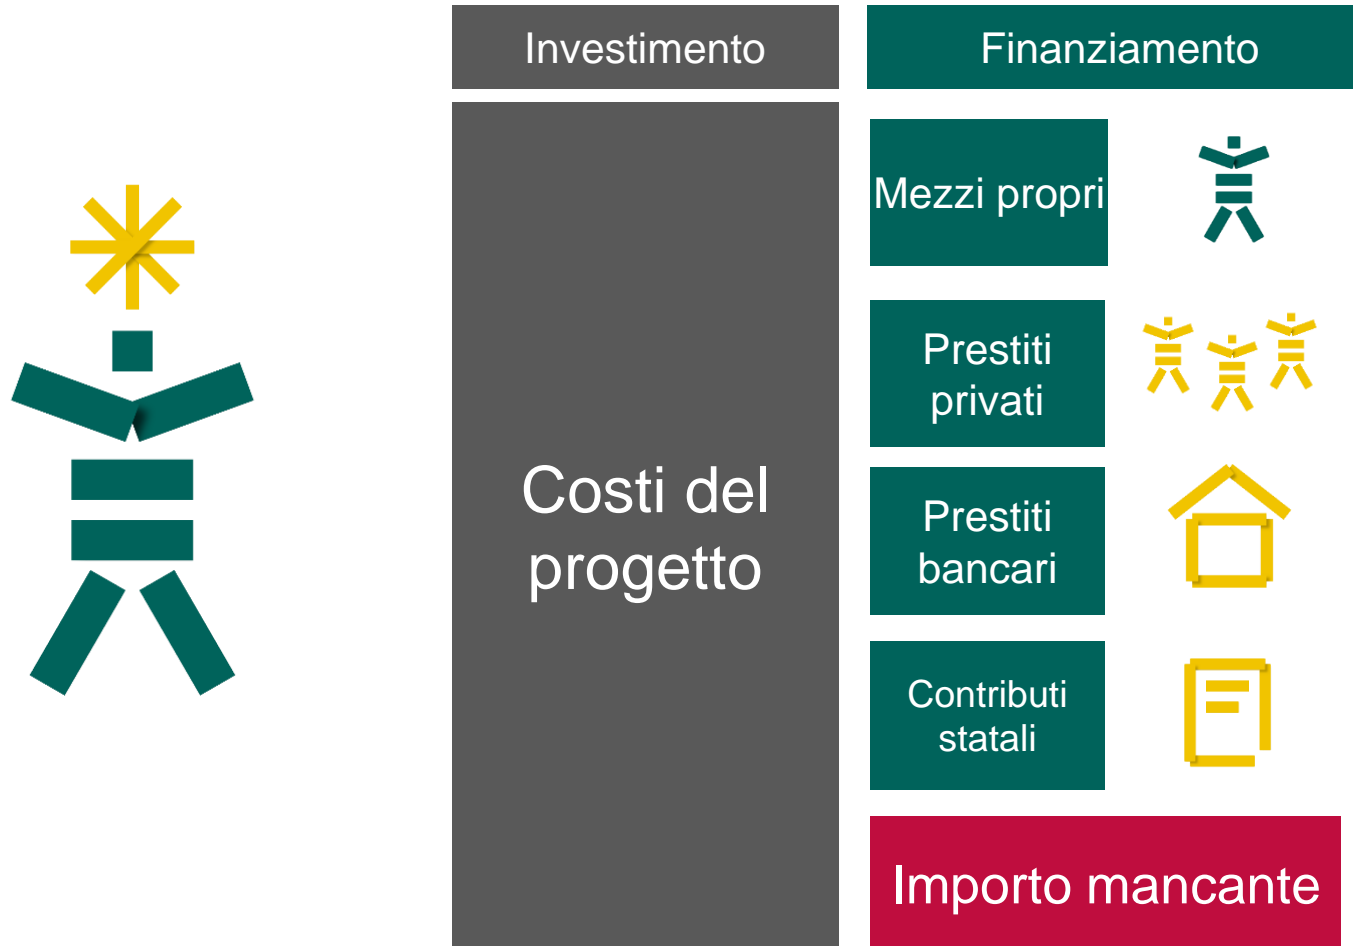 Investimento
Finanziamento
Costi del
progetto
Mezzi propri
Prestiti
privati
Prestiti
bancari
Contributi
statali
Importo mancante